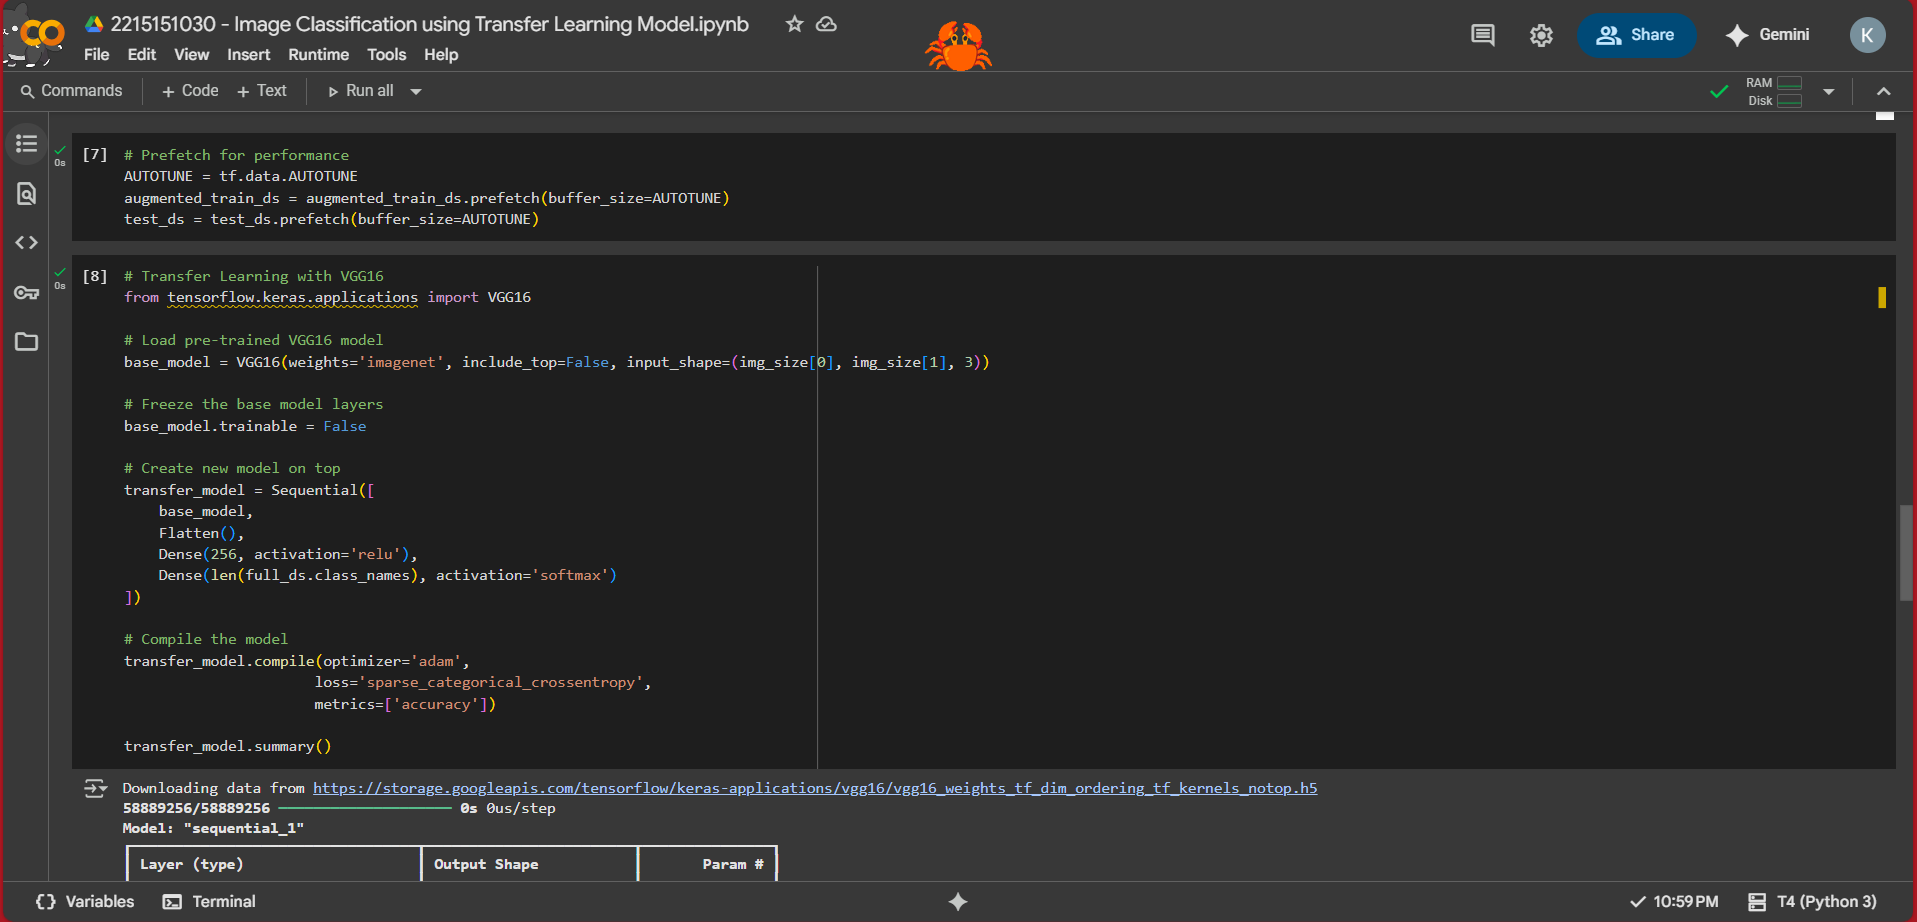 2215151030 - Image Classification using Transfer Learning Model.ipynb
File Edit View Insert Runtime Tools Help
Share
Gemini
K
Commands + Code + Text Run all
RAM
Disk
0s
[7] # Prefetch for performance
AUTOTUNE = tf.data.AUTOTUNE
augmented_train_ds = augmented_train_ds.prefetch(buffer_size=AUTOTUNE)
test_ds = test_ds.prefetch(buffer_size=AUTOTUNE)
0s
[8] # Transfer Learning with VGG16
from tensorflow.keras.applications import VGG16
# Load pre-trained VGG16 model
base_model = VGG16(weights='imagenet', include_top=False, input_shape=(img_size[0], img_size[1], 3))
# Freeze the base model layers
base_model.trainable = False
# Create new model on top
transfer_model = Sequential([
    base_model,
    Flatten(),
    Dense(256, activation='relu'),
    Dense(len(full_ds.class_names), activation='softmax')
])
# Compile the model
transfer_model.compile(optimizer='adam',
                      loss='sparse_categorical_crossentropy',
                      metrics=['accuracy'])
transfer_model.summary()
Downloading data from https://storage.googleapis.com/tensorflow/keras-applications/vgg16/vgg16_weights_tf_dim_ordering_tf_kernels_notop.h5
58889256/58889256 0s 0us/step
Model: "sequential_1"
Layer (type) Output Shape Param #
Variables Terminal 10:59 PM T4 (Python 3)